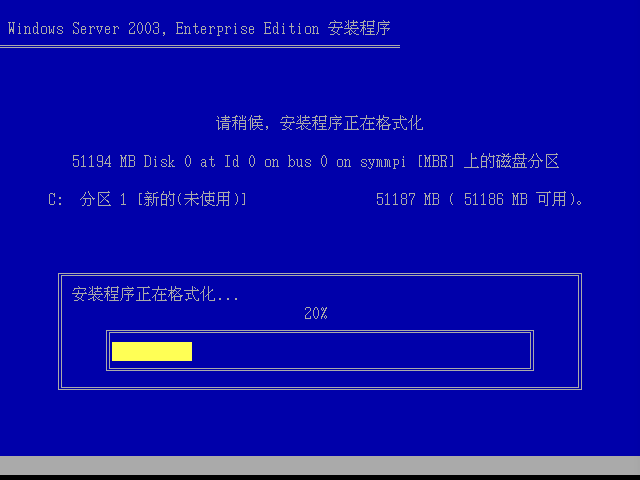 Windows Server 2003, Enterprise Edition 安装程序
请稍候，安装程序正在格式化
51194 MB Disk 0 at Id 0 on bus 0 on symmpi [MBR] 上的磁盘分区
C: 分区 1 [新的(未使用)] 51187 MB ( 51186 MB 可用)。
安装程序正在格式化...
20%